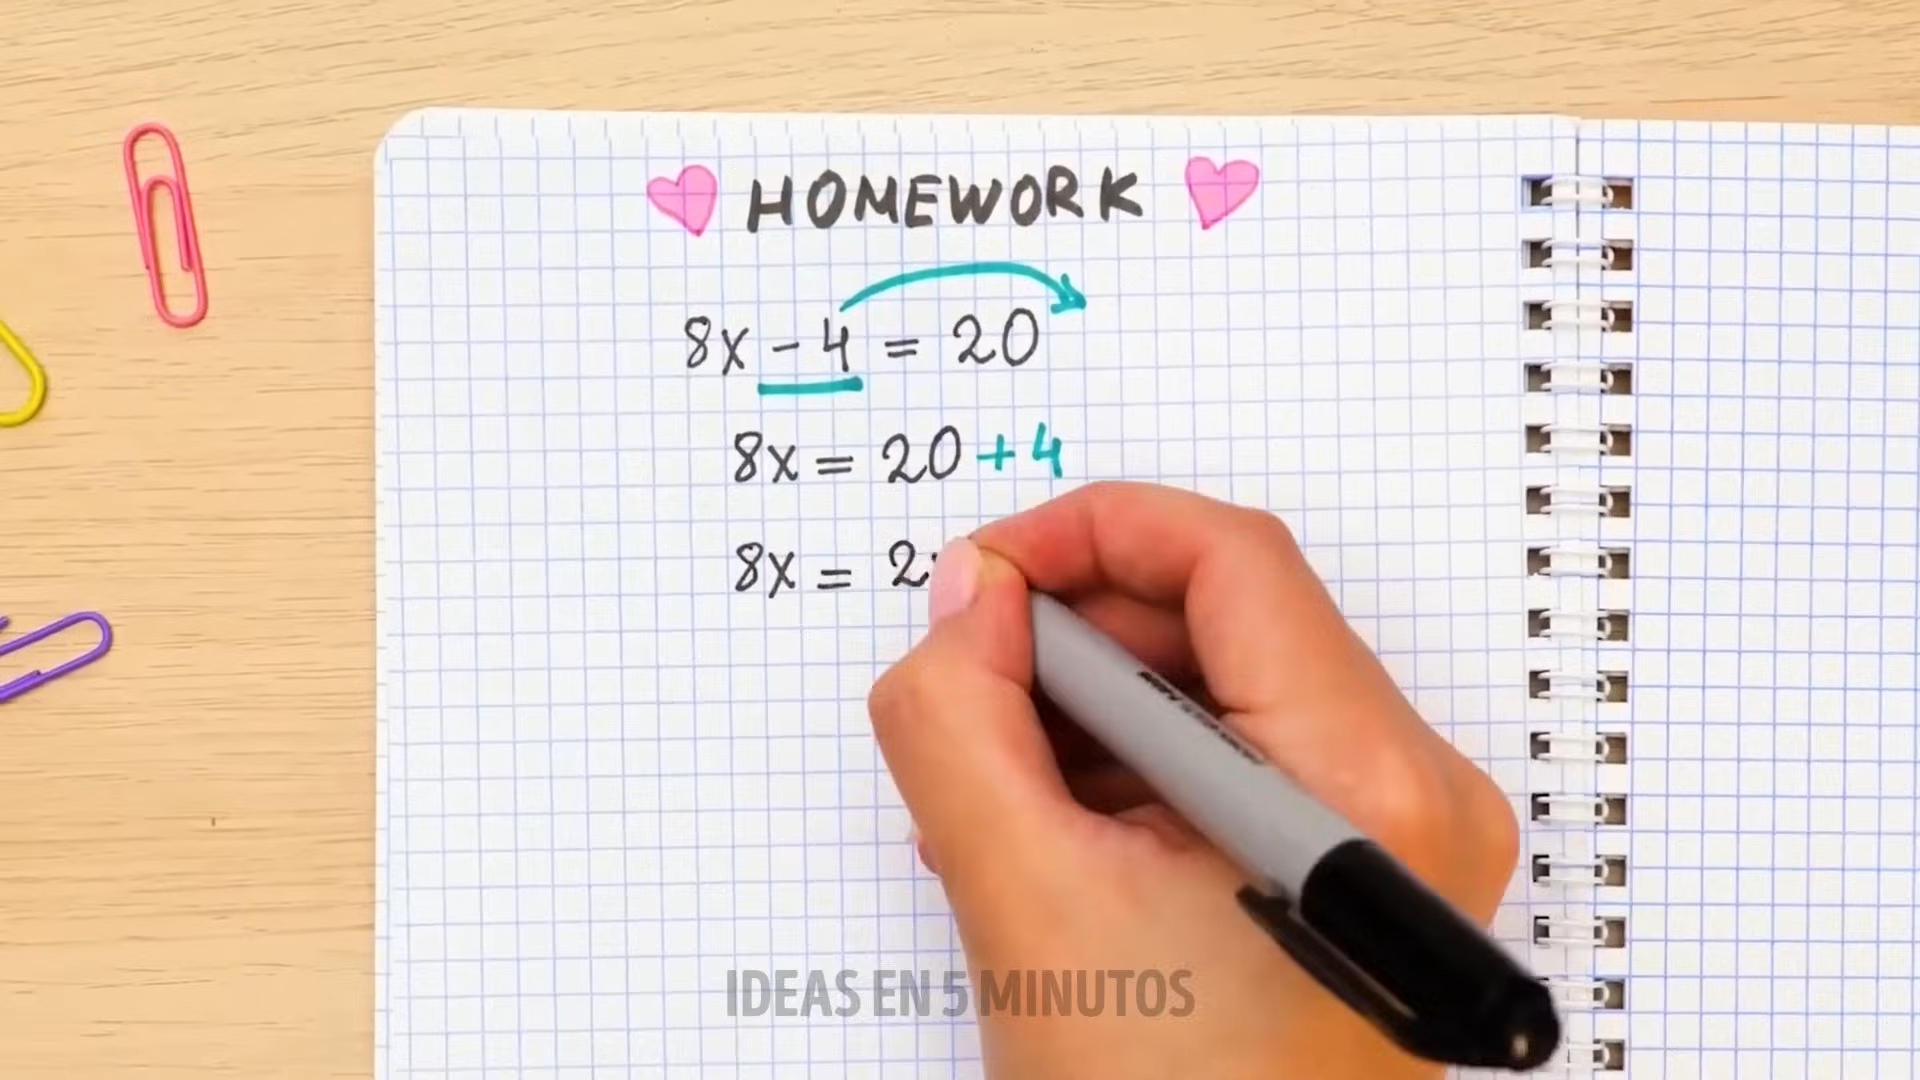 HOMEWORK
8x - 4 = 20
8x = 20 + 4
8x = 2
IDEAS EN 5 MINUTOS